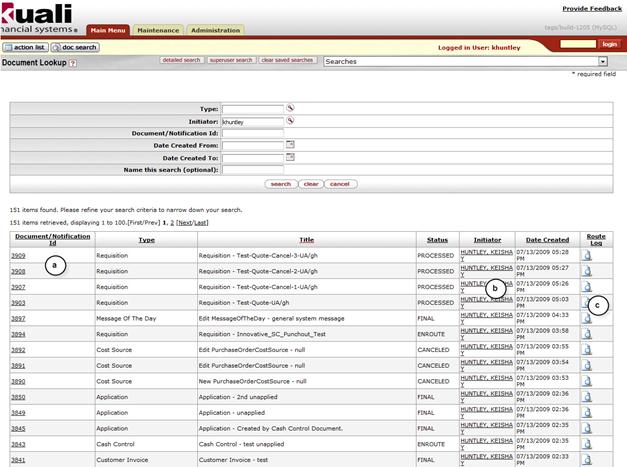 kuali
financial systems
Provide Feedback
Main Menu Maintenance Administration
tags/build-1205 (MySQL)
action list doc search
Logged in User: khuntley
login
Document Lookup ?
detailed search superuser search clear saved searches Searches
* required field
Type:
Initiator: khuntley
Document/Notification Id:
Date Created From:
Date Created To:
Name this search (optional):
search clear cancel
151 items found. Please refine your search criteria to narrow down your search.
151 items retrieved, displaying 1 to 100.[First/Prev] 1, 2 [Next/Last]
Document/Notification Id Type Title Status Initiator Date Created Route Log
3909 Requisition Requisition - Test-Quote-Cancel-3-UA/gh PROCESSED HUNTLEY, KEISHA Y 07/13/2009 05:28 PM
a
3908 Requisition Requisition - Test-Quote-Cancel-2-UA/gh PROCESSED HUNTLEY, KEISHA Y 07/13/2009 05:27 PM
3907 Requisition Requisition - Test-Quote-Cancel-1-UA/gh PROCESSED HUNTLEY, KEISHA Y 07/13/2009 05:26 PM
b
3903 Requisition Requisition - Test-Quote-UA/gh PROCESSED HUNTLEY, KEISHA Y 07/13/2009 05:03 PM
c
3897 Message Of The Day Edit MessageOfTheDay - general system message FINAL HUNTLEY, KEISHA Y 07/13/2009 04:33 PM
3894 Requisition Requisition - Innovative_SC_Punchout_Test ENROUTE HUNTLEY, KEISHA Y 07/13/2009 03:58 PM
3892 Cost Source Edit PurchaseOrderCostSource - null CANCELED HUNTLEY, KEISHA Y 07/13/2009 03:55 PM
3891 Cost Source Edit PurchaseOrderCostSource - null CANCELED HUNTLEY, KEISHA Y 07/13/2009 03:54 PM
3890 Cost Source New PurchaseOrderCostSource - null CANCELED HUNTLEY, KEISHA Y 07/13/2009 03:53 PM
3850 Application Application - 2nd unapplied FINAL HUNTLEY, KEISHA Y 07/13/2009 02:36 PM
3849 Application Application - unapplied FINAL HUNTLEY, KEISHA Y 07/13/2009 02:36 PM
3845 Application Application - Created by Cash Control Document. FINAL HUNTLEY, KEISHA Y 07/13/2009 02:35 PM
3843 Cash Control Cash Control - test unapplied ENROUTE HUNTLEY, KEISHA Y 07/13/2009 02:35 PM
3841 Customer Invoice Customer Invoice - test FINAL HUNTLEY, KEISHA 07/13/2009 02:33 PM